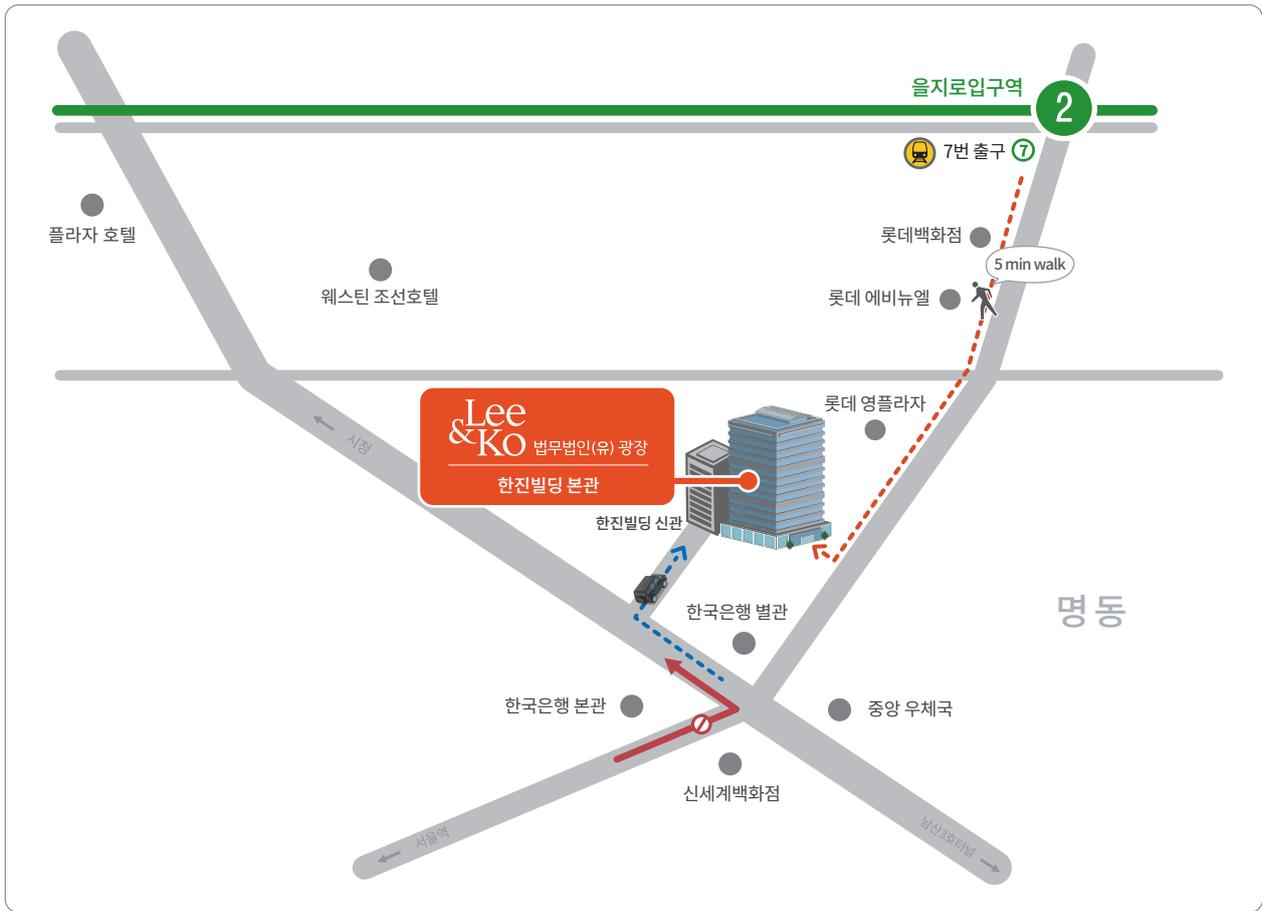 을지로입구역
2
7번 출구 7
롯데백화점
플라자 호텔
5 min walk
웨스틴 조선호텔
롯데 에비뉴엘
롯데 영플라자
Lee
&Ko 법무법인(유) 광장
시청
한진빌딩 본관
한진빌딩 신관
한국은행 별관
명동
한국은행 본관
중앙 우체국
신세계백화점
서울역
남산3호터널